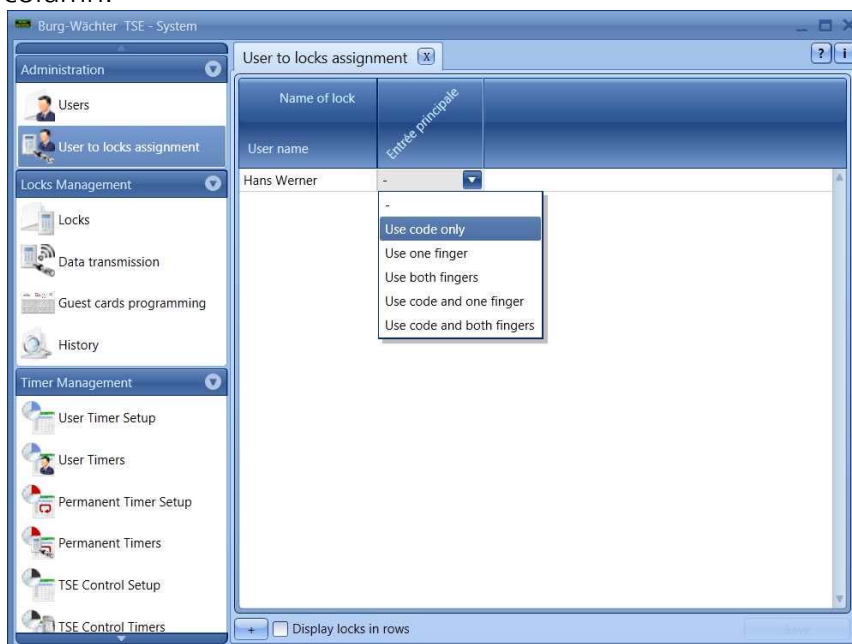 column.
Burg-Wächter TSE - System
Administration
Users
User to locks assignment
Locks Management
Locks
Data transmission
Guest cards programming
History
Timer Management
User Timer Setup
User Timers
Permanent Timer Setup
Permanent Timers
TSE Control Setup
TSE Control Timers
User to locks assignment X
? i
Name of lock
Entrée principale
User name
Hans Werner -
-
Use code only
Use one finger
Use both fingers
Use code and one finger
Use code and both fingers
+ Display locks in rows
Save